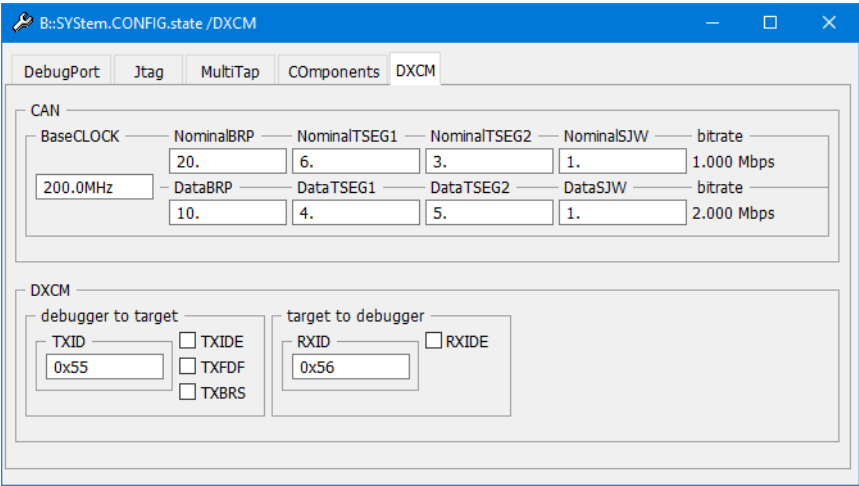 B::SYStem.CONFIG.state /DXCM
DebugPort Jtag MultiTap COmponents DXCM
CAN
BaseCLOCK NominalBRP NominalTSEG1 NominalTSEG2 NominalSJW bitrate
20. 6. 3. 1. 1.000 Mbps
200.0MHz DataBRP DataTSEG1 DataTSEG2 DataSJW bitrate
10. 4. 5. 1. 2.000 Mbps
DXCM
debugger to target target to debugger
TXID TXIDE RXID RXIDE
0x55 TXFDF 0x56
TXBRS